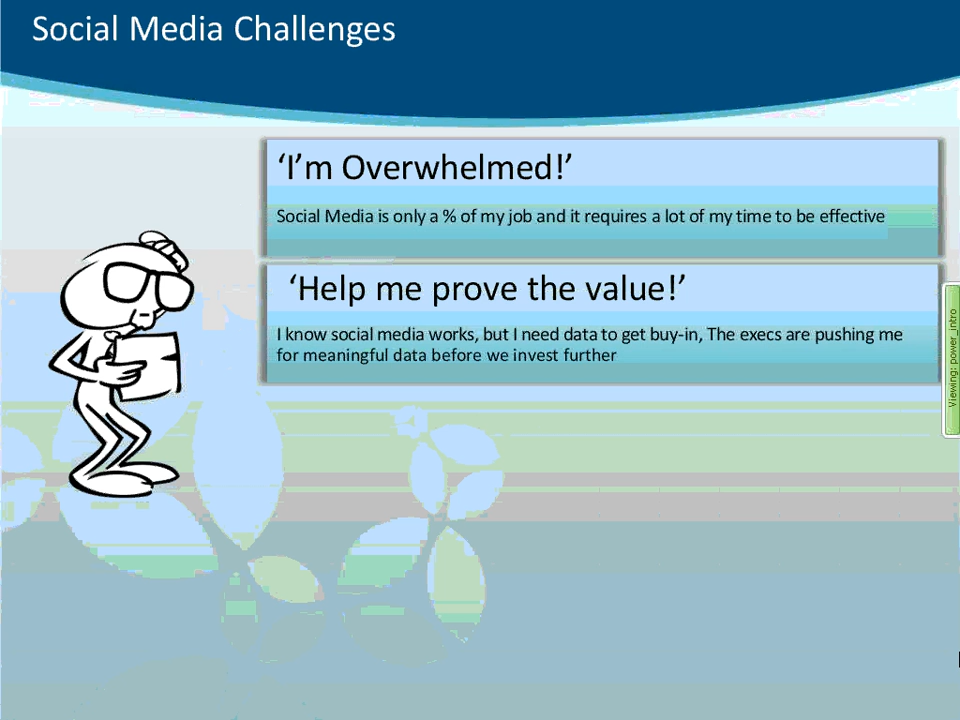 Social Media Challenges
‘I’m Overwhelmed!’
Social Media is only a % of my job and it requires a lot of my time to be effective
‘Help me prove the value!’
I know social media works, but I need data to get buy-in, The execs are pushing me
for meaningful data before we invest further
Viewing: power_intro